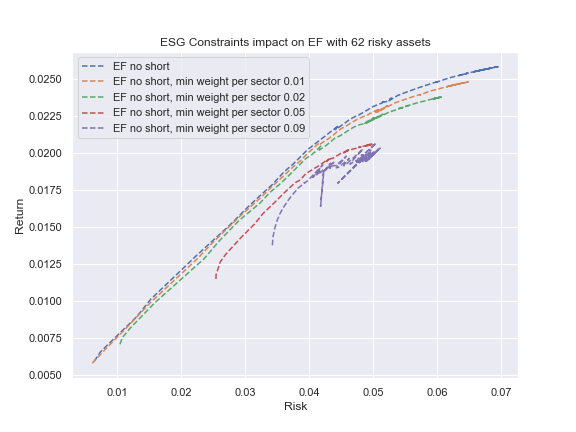 ESG Constraints impact on EF with 62 risky assets
EF no short
EF no short, min weight per sector 0.01
EF no short, min weight per sector 0.02
EF no short, min weight per sector 0.05
EF no short, min weight per sector 0.09
0.0250
0.0225
0.0200
0.0175
0.0150
0.0125
0.0100
0.0075
0.0050
Return
0.01 0.02 0.03 0.04 0.05 0.06 0.07
Risk